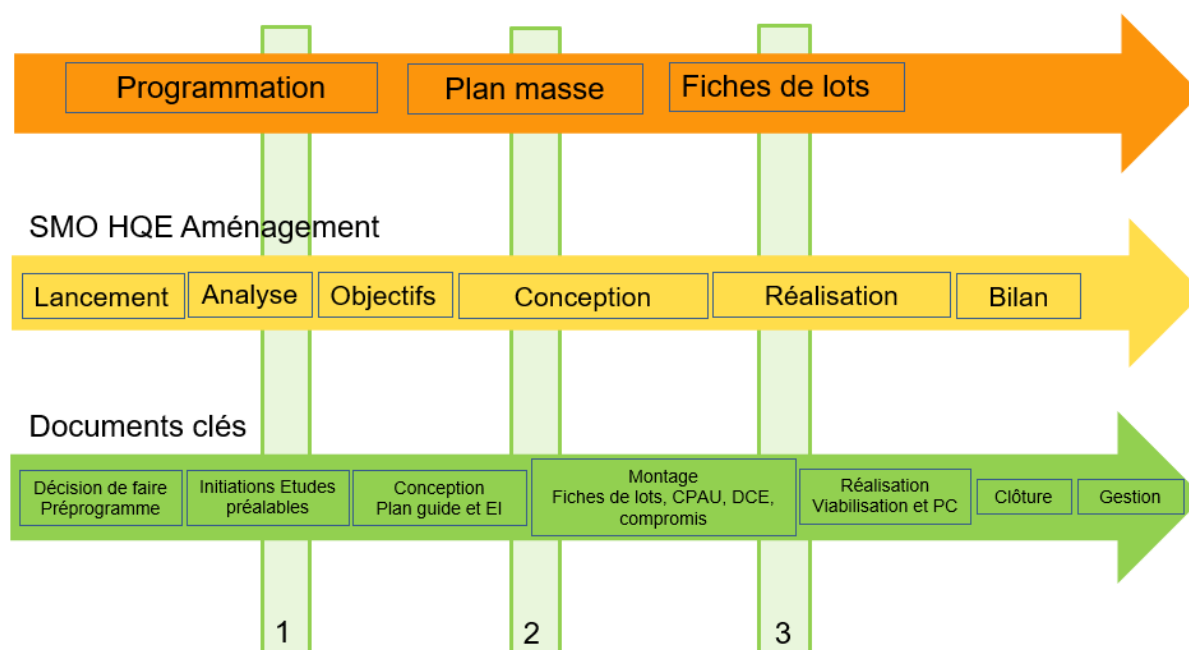 Programmation
Plan masse
Fiches de lots
SMO HQE Aménagement
Lancement
Analyse
Objectifs
Conception
Réalisation
Bilan
Documents clés
Décision de faire
Préprogramme
Initiations Etudes
préalables
Conception
Plan guide et EI
Montage
Fiches de lots, CPAU, DCE,
compromis
Réalisation
Viabilisation et PC
Clôture
Gestion
1
2
3